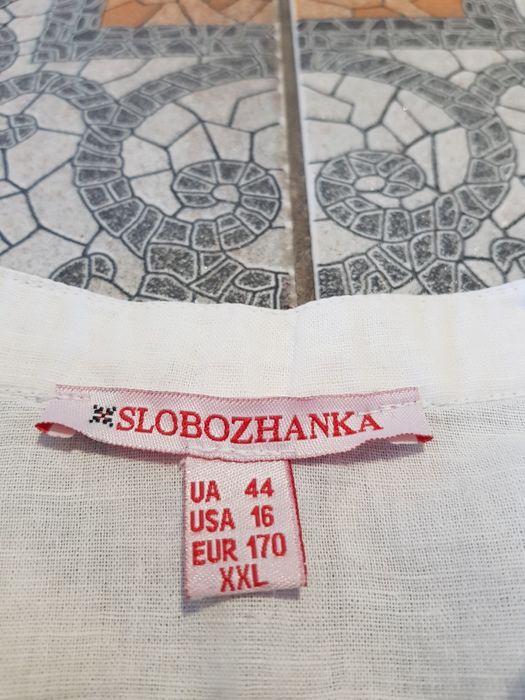 SLOBOZHANKA
UA 44
USA 16
EUR 170
XXL